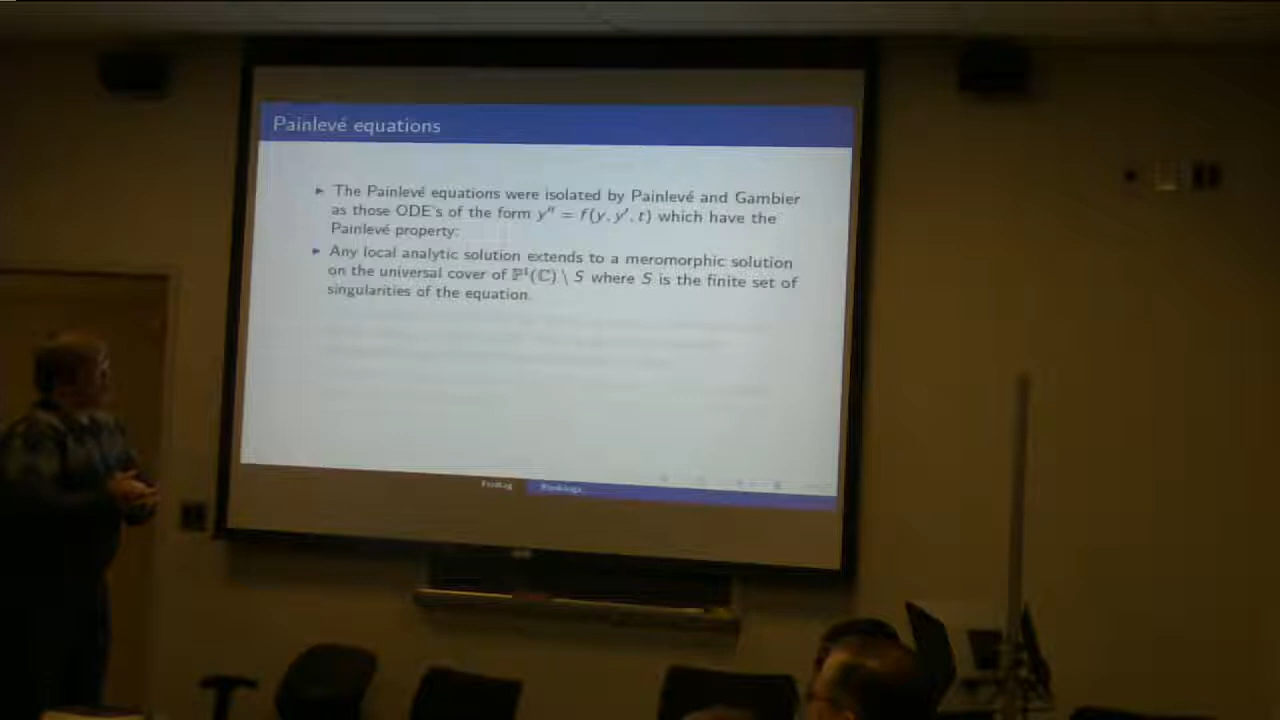 Painlevé equations
The Painlevé equations were isolated by Painlevé and Gambier
as those ODE's of the form y'' = f(y, y', t) which have the
Painlevé property:
Any local analytic solution extends to a meromorphic solution
on the universal cover of ℙ¹(ℂ) \ S where S is the finite set of
singularities of the equation.